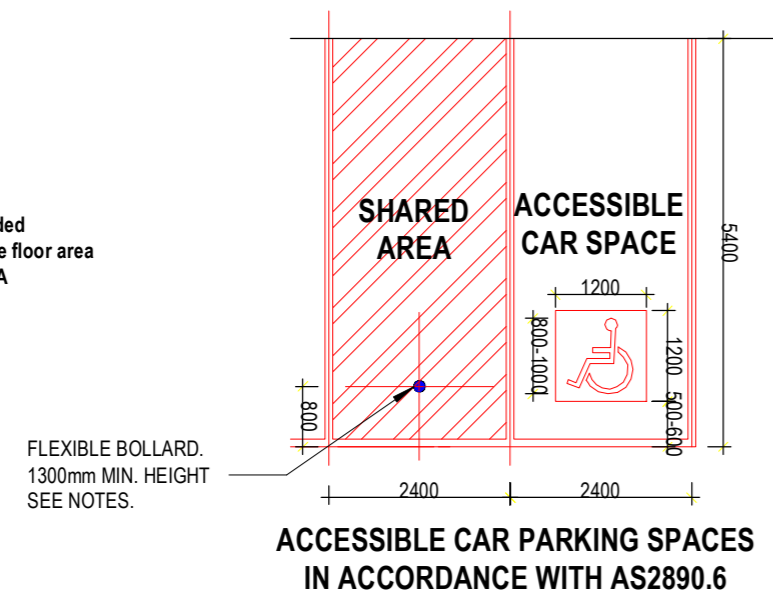 ded
e floor area
A
SHARED
AREA
ACCESSIBLE
CAR SPACE
5400
1200
800-1000
1200
500-600
800
FLEXIBLE BOLLARD.
1300mm MIN. HEIGHT
SEE NOTES.
2400
2400
ACCESSIBLE CAR PARKING SPACES
IN ACCORDANCE WITH AS2890.6